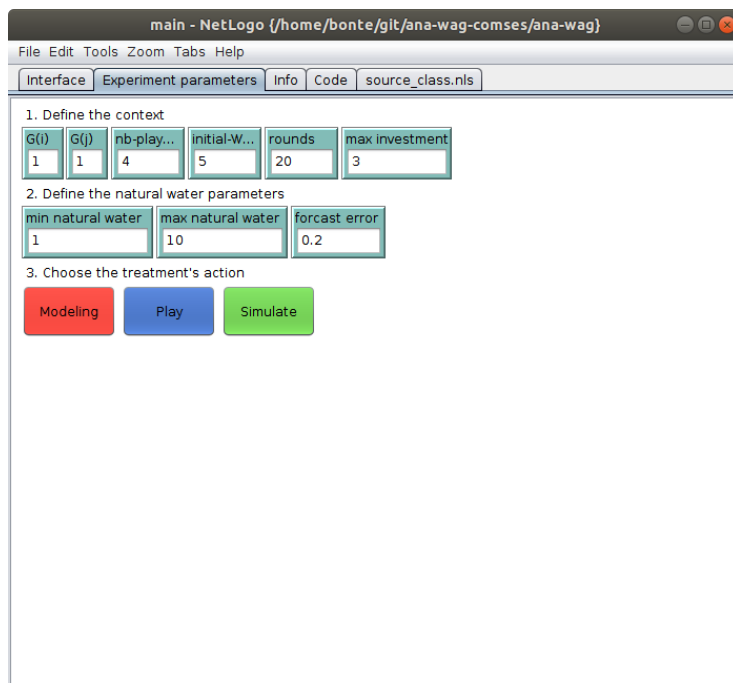 main - NetLogo {/home/bonte/git/ana-wag-comses/ana-wag}
File Edit Tools Zoom Tabs Help
Interface Experiment parameters Info Code source_class.nls
1. Define the context
G(i) G(j) nb-play... initial-W... rounds max investment
1 1 4 5 20 3
2. Define the natural water parameters
min natural water max natural water forcast error
1 10 0.2
3. Choose the treatment's action
Modeling Play Simulate